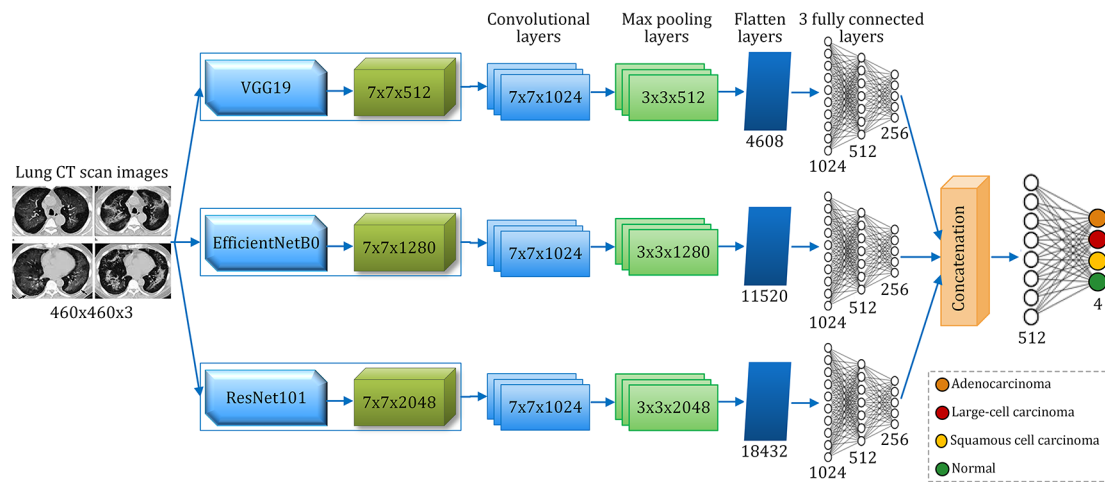 Convolutional
layers
Max pooling
layers
Flatten
layers
3 fully connected
layers
VGG19
7x7x512
7x7x1024
3x3x512
4608
1024
512
256
Lung CT scan images
460x460x3
EfficientNetB0
7x7x1280
7x7x1024
3x3x1280
11520
1024
512
256
Concatenation
512
4
ResNet101
7x7x2048
7x7x1024
3x3x2048
18432
1024
512
256
Adenocarcinoma
Large-cell carcinoma
Squamous cell carcinoma
Normal